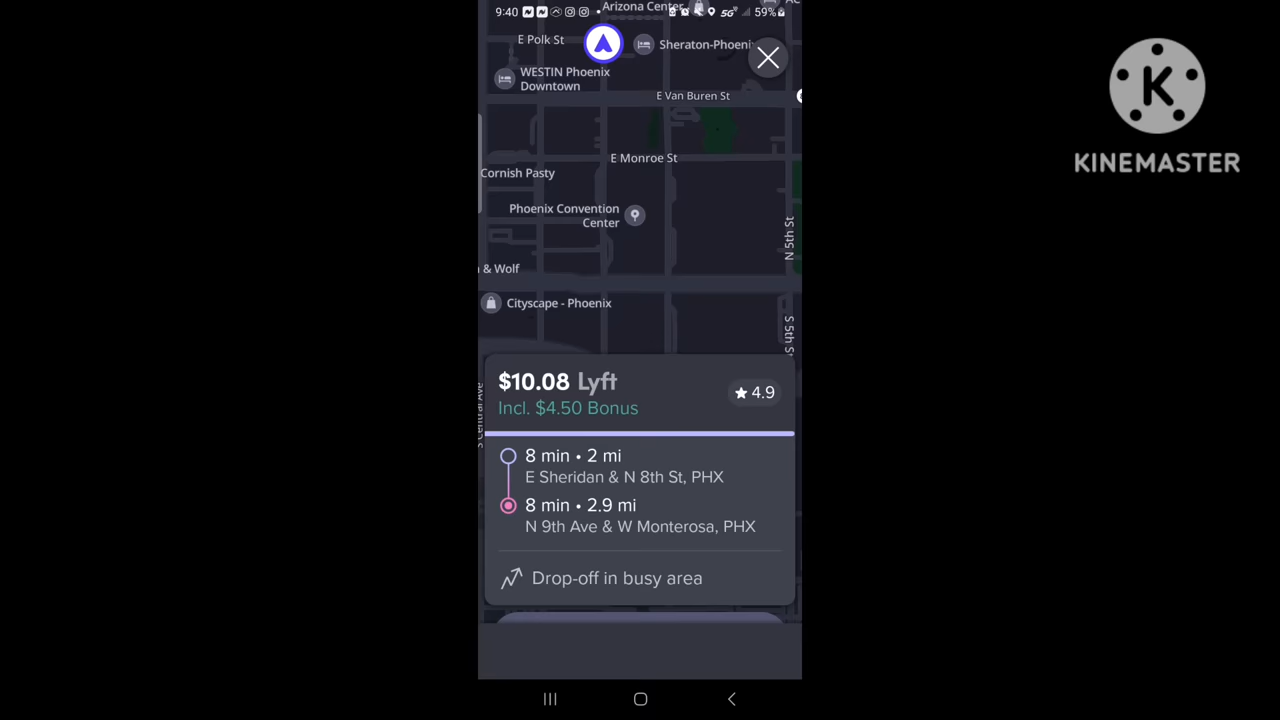 9:40
5G
59%
Arizona Center
E Polk St
Sheraton-Phoenix
WESTIN Phoenix
Downtown
E Van Buren St
E Monroe St
Cornish Pasty
Phoenix Convention
Center
N 5th St
& Wolf
Cityscape - Phoenix
S 5th St
S Central Ave
$10.08 Lyft
4.9
Incl. $4.50 Bonus
8 min • 2 mi
E Sheridan & N 8th St, PHX
8 min • 2.9 mi
N 9th Ave & W Monterosa, PHX
Drop-off in busy area
K
KINEMASTER